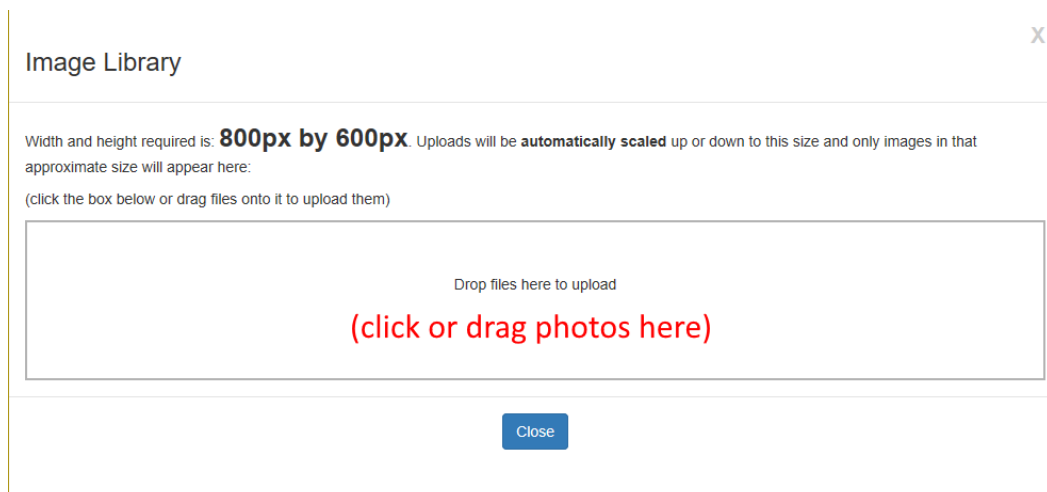 X
Image Library
Width and height required is: 800px by 600px. Uploads will be automatically scaled up or down to this size and only images in that
approximate size will appear here:
(click the box below or drag files onto it to upload them)
Drop files here to upload
(click or drag photos here)
Close